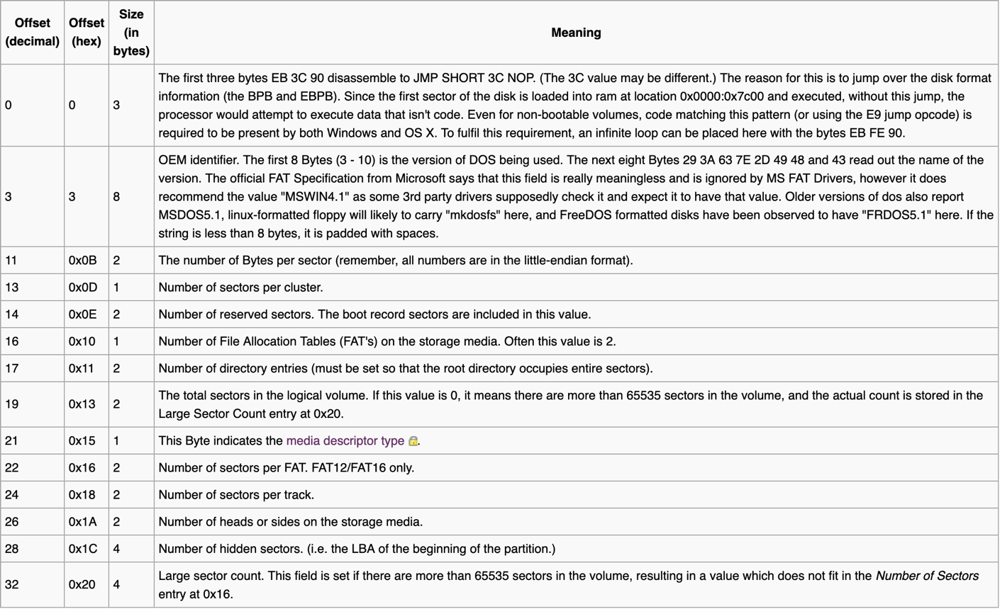 Offset (decimal) Offset (hex) Size (in bytes) Meaning
0 0 3 The first three bytes EB 3C 90 disassemble to JMP SHORT 3C NOP. (The 3C value may be different.) The reason for this is to jump over the disk format
information (the BPB and EBPB). Since the first sector of the disk is loaded into ram at location 0x0000:0x7c00 and executed, without this jump, the
processor would attempt to execute data that isn't code. Even for non-bootable volumes, code matching this pattern (or using the E9 jump opcode) is
required to be present by both Windows and OS X. To fulfil this requirement, an infinite loop can be placed here with the bytes EB FE 90.
3 3 8 OEM identifier. The first 8 Bytes (3 - 10) is the version of DOS being used. The next eight Bytes 29 3A 63 7E 2D 49 48 and 43 read out the name of the
version. The official FAT Specification from Microsoft says that this field is really meaningless and is ignored by MS FAT Drivers, however it does
recommend the value "MSWIN4.1" as some 3rd party drivers supposedly check it and expect it to have that value. Older versions of dos also report
MSDOS5.1, linux-formatted floppy will likely to carry "mkdosfs" here, and FreeDOS formatted disks have been observed to have "FRDOS5.1" here. If the
string is less than 8 bytes, it is padded with spaces.
11 0x0B 2 The number of Bytes per sector (remember, all numbers are in the little-endian format).
13 0x0D 1 Number of sectors per cluster.
14 0x0E 2 Number of reserved sectors. The boot record sectors are included in this value.
16 0x10 1 Number of File Allocation Tables (FAT's) on the storage media. Often this value is 2.
17 0x11 2 Number of directory entries (must be set so that the root directory occupies entire sectors).
19 0x13 2 The total sectors in the logical volume. If this value is 0, it means there are more than 65535 sectors in the volume, and the actual count is stored in the
Large Sector Count entry at 0x20.
21 0x15 1 This Byte indicates the media descriptor type.
22 0x16 2 Number of sectors per FAT. FAT12/FAT16 only.
24 0x18 2 Number of sectors per track.
26 0x1A 2 Number of heads or sides on the storage media.
28 0x1C 4 Number of hidden sectors. (i.e. the LBA of the beginning of the partition.)
32 0x20 4 Large sector count. This field is set if there are more than 65535 sectors in the volume, resulting in a value which does not fit in the Number of Sectors
entry at 0x16.